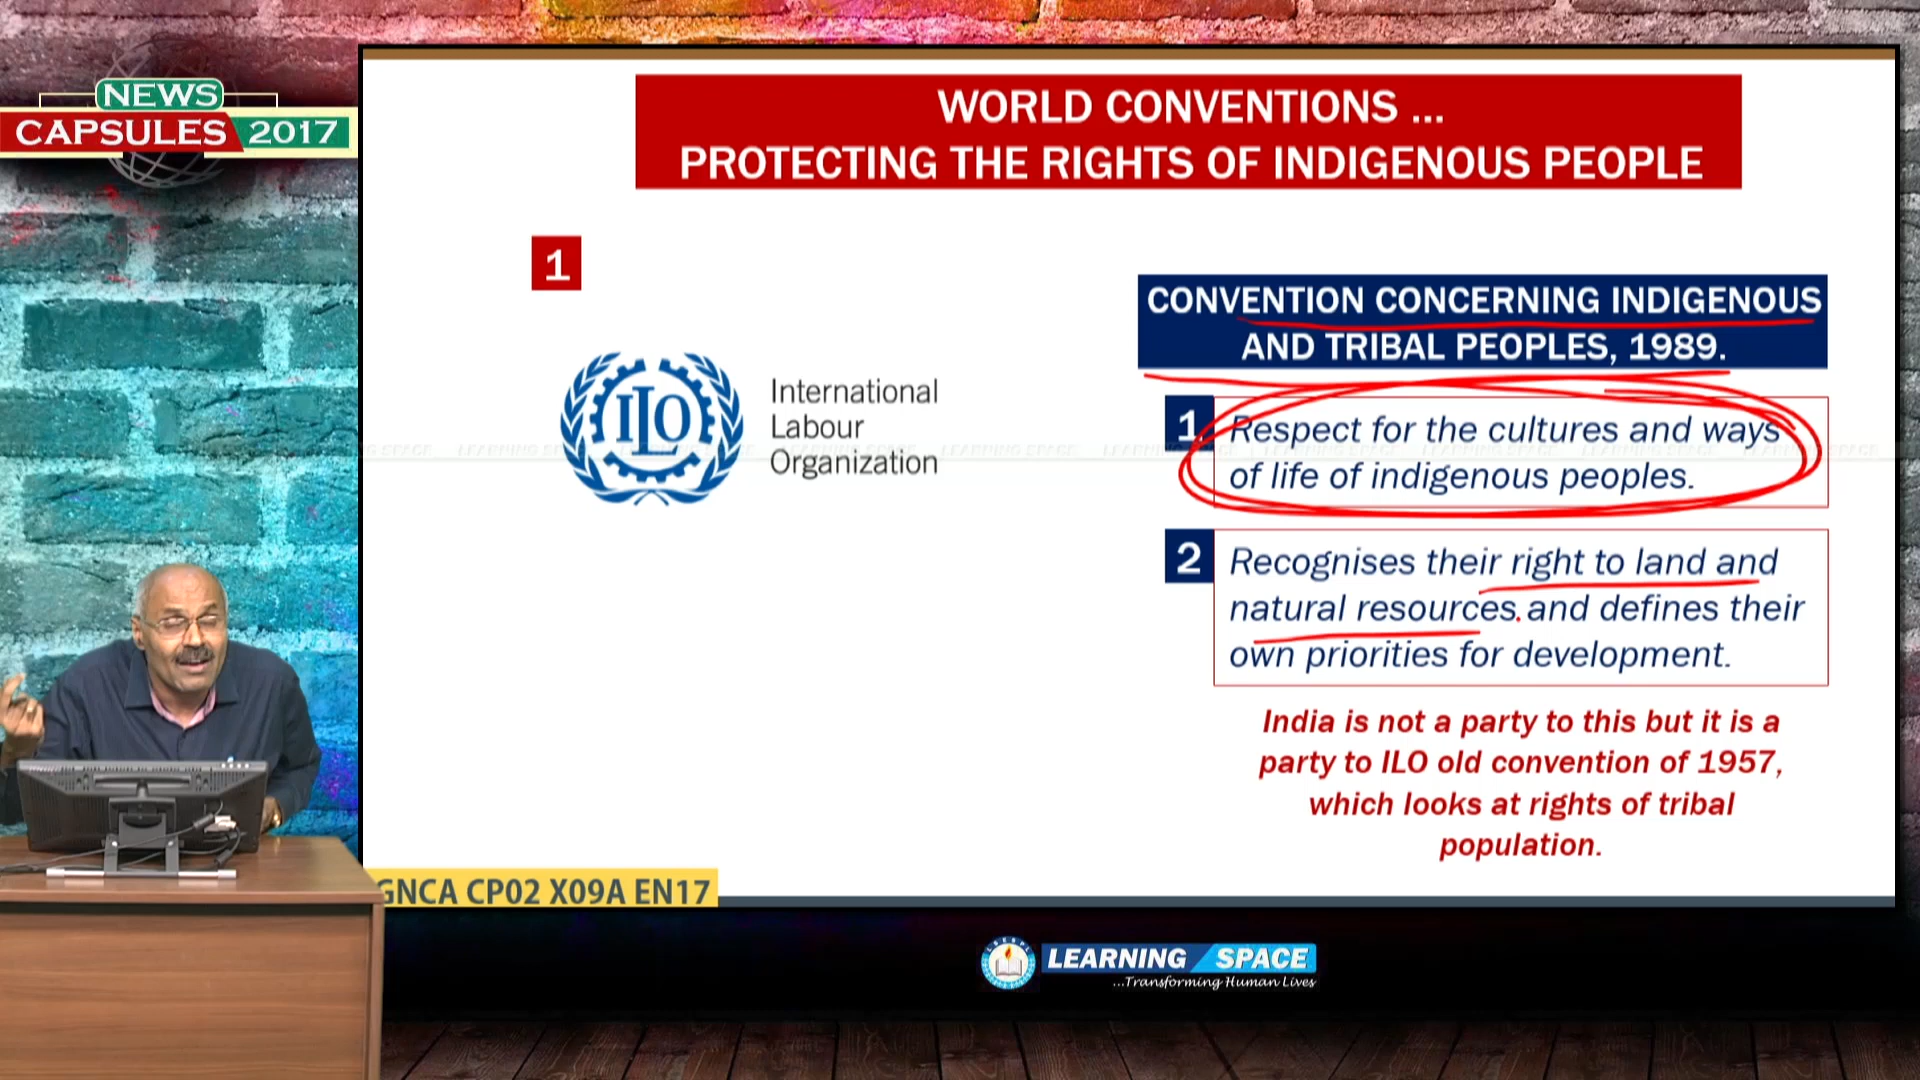 NEWS
CAPSULES 2017
WORLD CONVENTIONS ...
PROTECTING THE RIGHTS OF INDIGENOUS PEOPLE
1
International
Labour
Organization
ILO
CONVENTION CONCERNING INDIGENOUS
AND TRIBAL PEOPLES, 1989.
1
Respect for the cultures and ways
of life of indigenous peoples.
2
Recognises their right to land and
natural resources and defines their
own priorities for development.
India is not a party to this but it is a
party to ILO old convention of 1957,
which looks at rights of tribal
population.
GNCA CP02 X09A EN17
LEARNING SPACE
...Transforming Human Lives